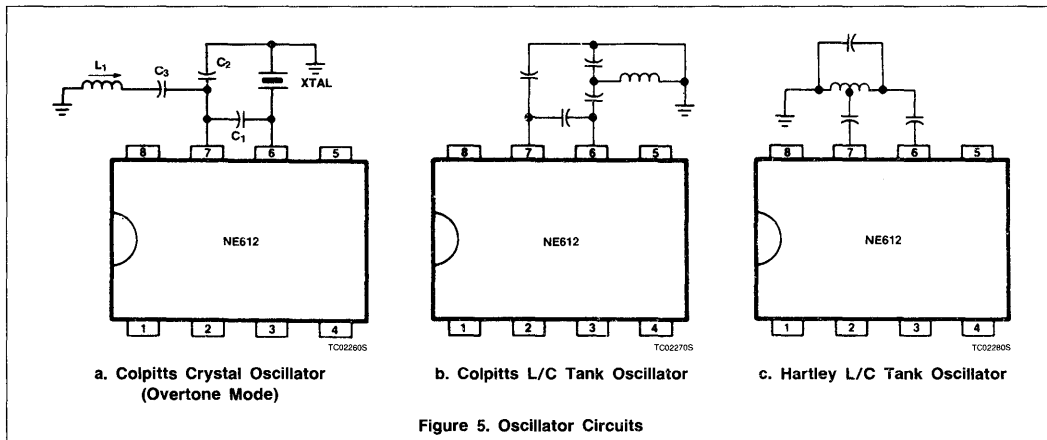 L₁
C₃
C₂
XTAL
C₁
8 7 6 5
NE612
1 2 3 4
TC02260S
a. Colpitts Crystal Oscillator
(Overtone Mode)
8 7 6 5
NE612
1 2 3 4
TC02270S
b. Colpitts L/C Tank Oscillator
8 7 6 5
NE612
1 2 3 4
TC02280S
c. Hartley L/C Tank Oscillator
Figure 5. Oscillator Circuits